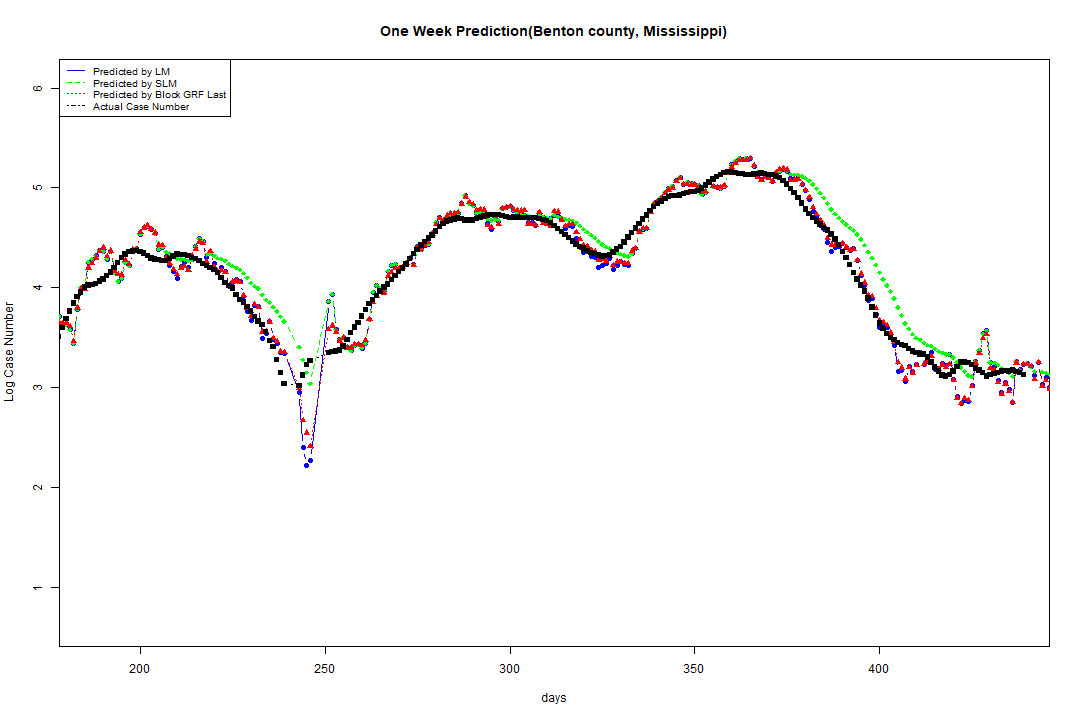 One Week Prediction(Benton county, Mississippi)
Predicted by LM
Predicted by SLM
Predicted by Block GRF Last
Actual Case Number
6
5
4
3
2
1
Log Case Number
200 250 300 350 400
days